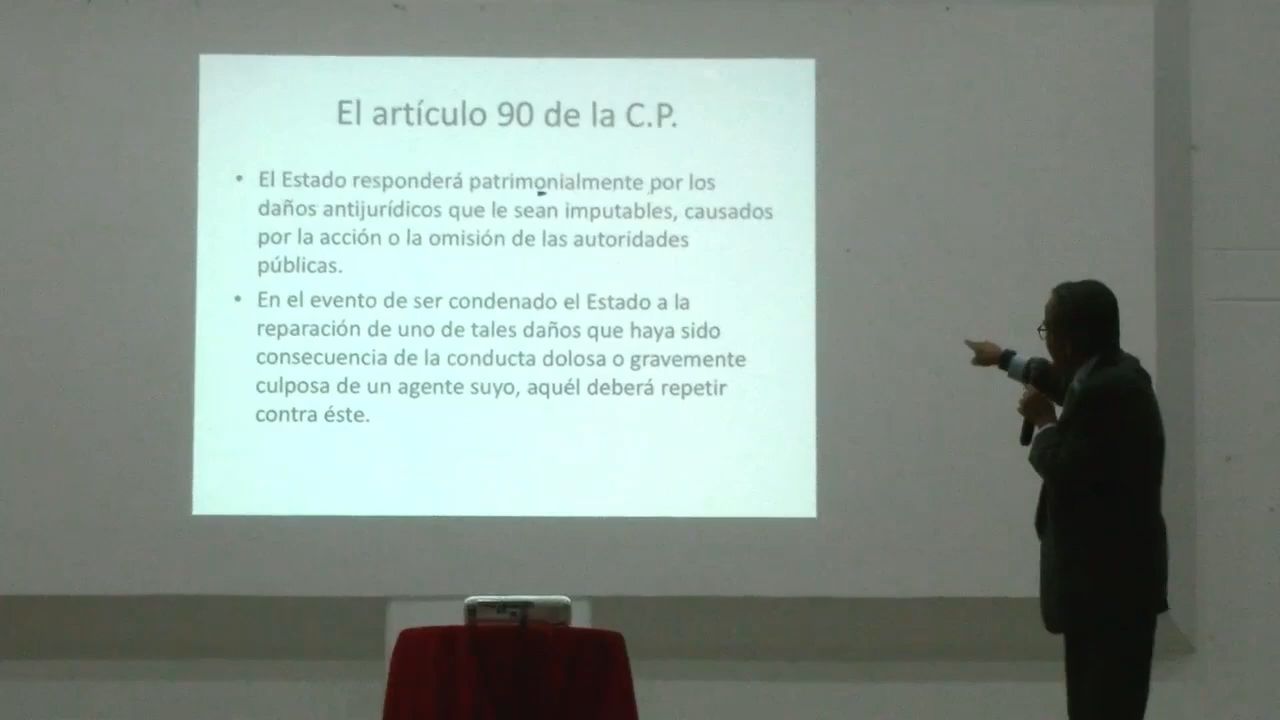 El artículo 90 de la C.P.
• El Estado responderá patrimonialmente por los
daños antijurídicos que le sean imputables, causados
por la acción o la omisión de las autoridades
públicas.
• En el evento de ser condenado el Estado a la
reparación de uno de tales daños que haya sido
consecuencia de la conducta dolosa o gravemente
culposa de un agente suyo, aquél deberá repetir
contra éste.